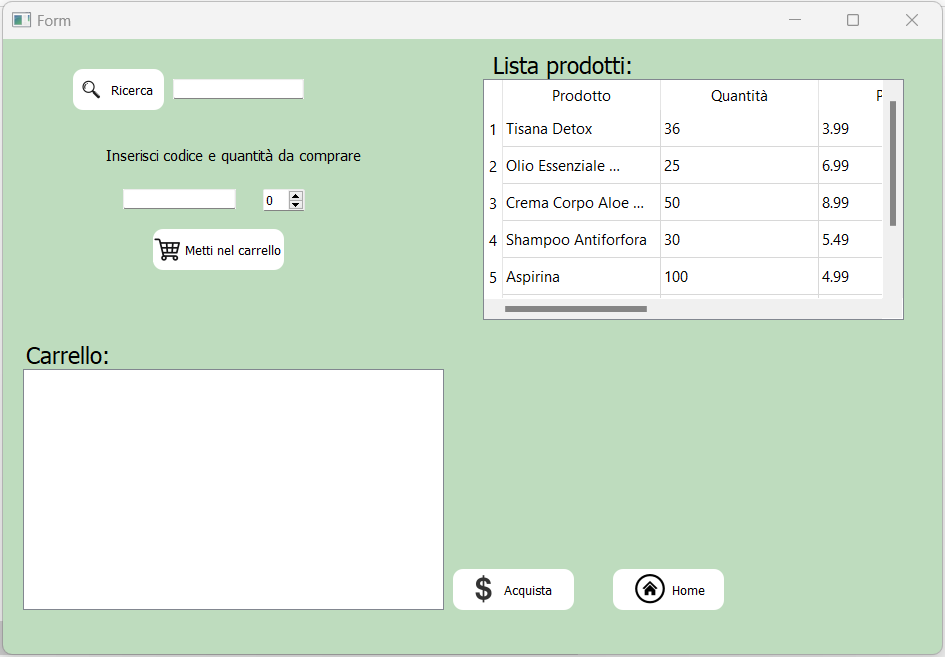 Form
Ricerca
Inserisci codice e quantità da comprare
0
Metti nel carrello
Lista prodotti:
Prodotto Quantità P
1 Tisana Detox 36 3.99
2 Olio Essenziale ... 25 6.99
3 Crema Corpo Aloe ... 50 8.99
4 Shampoo Antiforfora 30 5.49
5 Aspirina 100 4.99
Carrello:
$ Acquista
Home